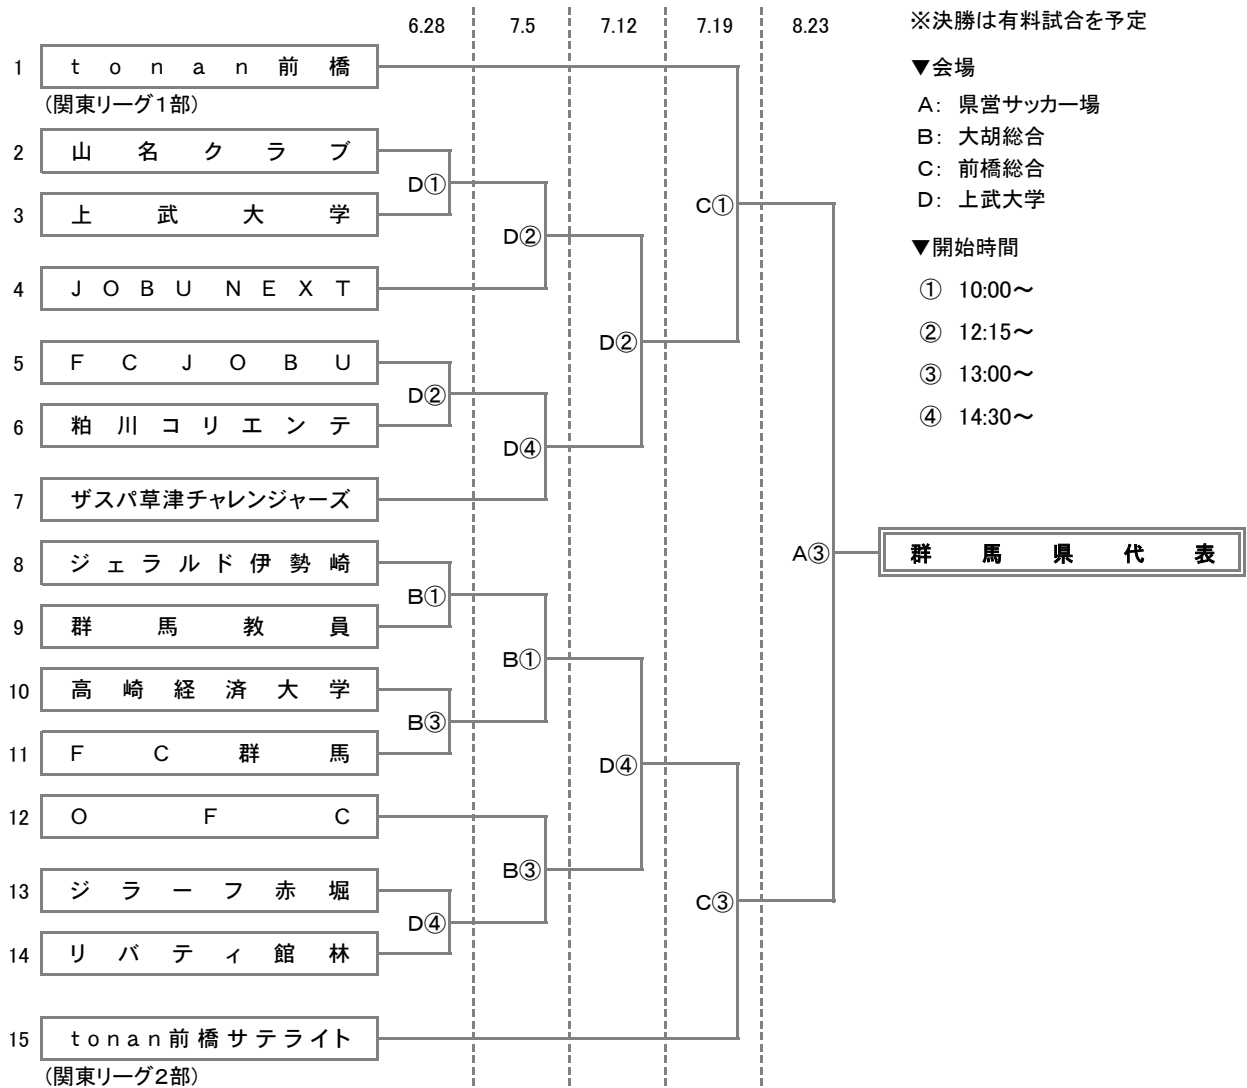 6.28 7.5 7.12 7.19 8.23
※決勝は有料試合を予定
1 tonan前橋
(関東リーグ1部)
2 山名クラブ
D①
3 上武大学
D②
4 JOBU NEXT
D②
5 FC JOBU
D②
6 粕川コリエンテ
D④
7 ザスパ草津チャレンジャーズ
C①
8 ジェラルド伊勢崎
B①
9 群馬教員
B①
10 高崎経済大学
B③
11 FC群馬
D④
12 OFC
B③
13 ジラーフ赤堀
D④
14 リバティ館林
C③
15 tonan前橋サテライト
(関東リーグ2部)
A③
群馬県代表
▼会場
A: 県営サッカー場
B: 大胡総合
C: 前橋総合
D: 上武大学
▼開始時間
① 10:00～
② 12:15～
③ 13:00～
④ 14:30～